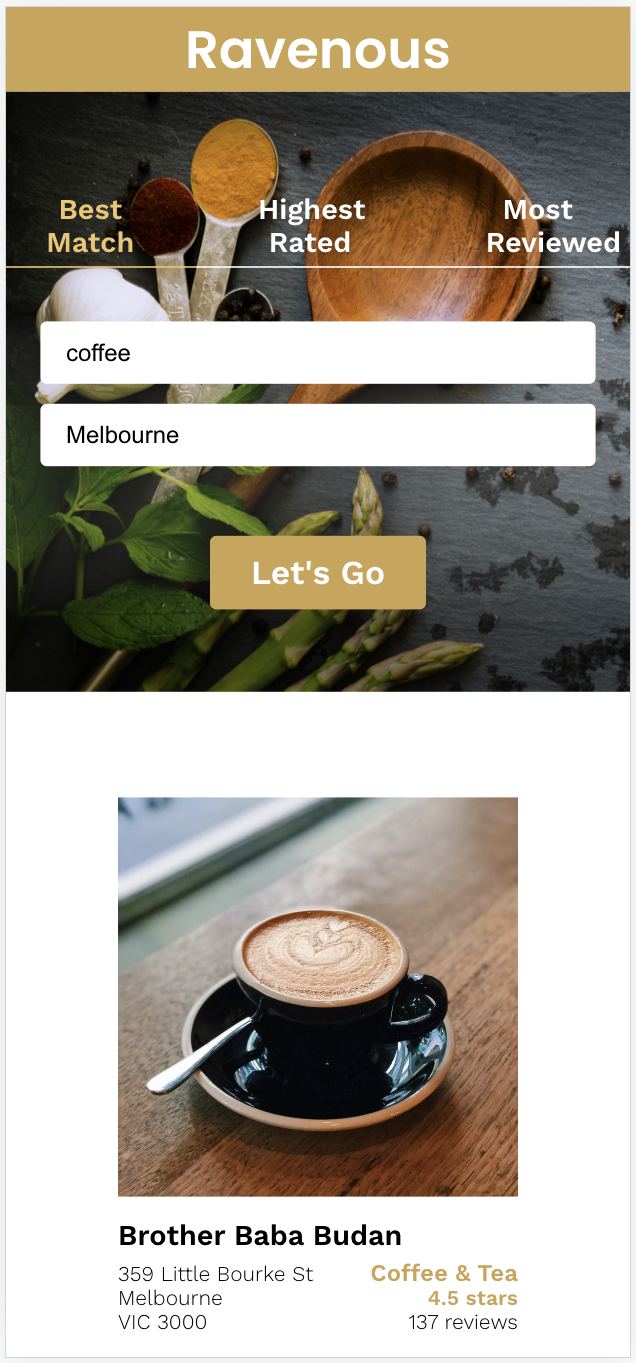 Ravenous
Best Match
Highest Rated
Most Reviewed
coffee
Melbourne
Let's Go
Brother Baba Budan
359 Little Bourke St
Melbourne
VIC 3000
Coffee & Tea
4.5 stars
137 reviews